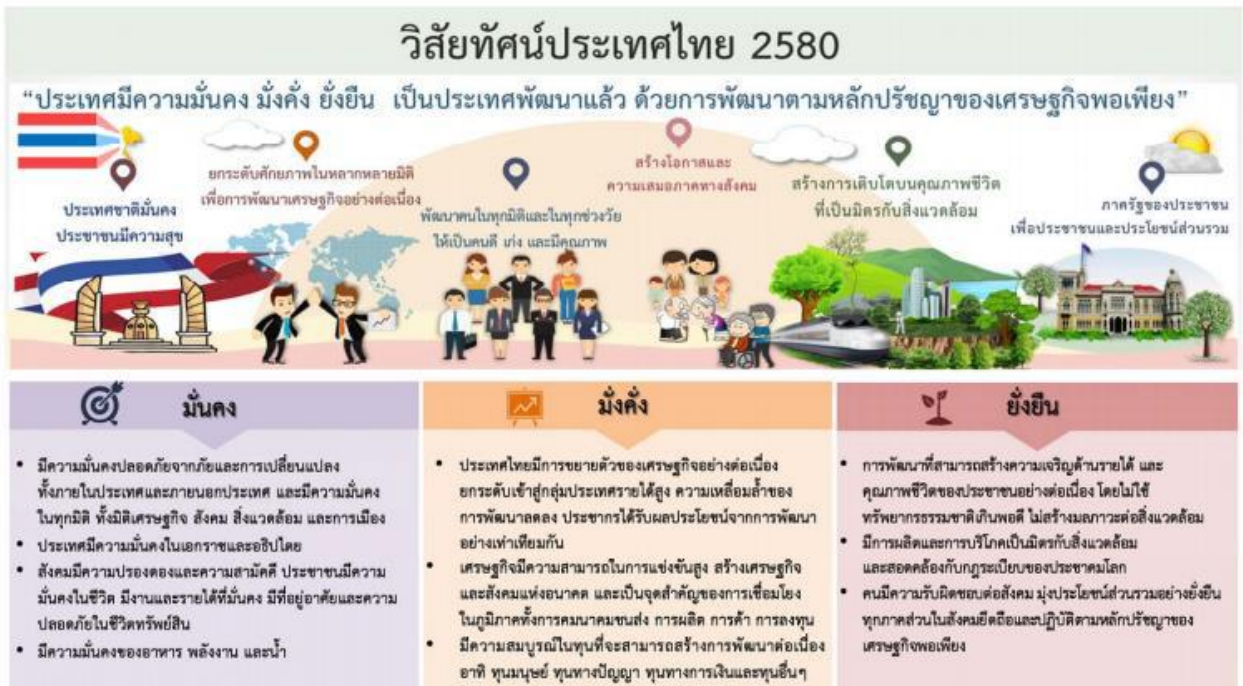 วิสัยทัศน์ประเทศไทย 2580
“ประเทศมีความมั่นคง มั่งคั่ง ยั่งยืน เป็นประเทศพัฒนาแล้ว ด้วยการพัฒนาตามหลักปรัชญาของเศรษฐกิจพอเพียง”
ประเทศชาติมั่นคง
ประชาชนมีความสุข
ยกระดับศักยภาพในหลากหลายมิติ
เพื่อการพัฒนาเศรษฐกิจอย่างต่อเนื่อง
พัฒนาคนในทุกมิติและในทุกช่วงวัย
ให้เป็นคนดี เก่ง และมีคุณภาพ
สร้างโอกาสและ
ความเสมอภาคทางสังคม
สร้างการเติบโตบนคุณภาพชีวิต
ที่เป็นมิตรกับสิ่งแวดล้อม
ภาครัฐของประชาชน
เพื่อประชาชนและประโยชน์ส่วนรวม
มั่นคง
• มีความมั่นคงปลอดภัยจากภัยและการเปลี่ยนแปลง
ทั้งภายในประเทศและภายนอกประเทศ และมีความมั่นคง
ในทุกมิติ ทั้งมิติเศรษฐกิจ สังคม สิ่งแวดล้อม และการเมือง
• ประเทศมีความมั่นคงในเอกราชและอธิปไตย
• สังคมมีความปรองดองและความสามัคคี ประชาชนมีความ
มั่นคงในชีวิต มีงานและรายได้ที่มั่นคง มีที่อยู่อาศัยและความ
ปลอดภัยในชีวิตทรัพย์สิน
• มีความมั่นคงของอาหาร พลังงาน และน้ำ
มั่งคั่ง
• ประเทศไทยมีการขยายตัวของเศรษฐกิจอย่างต่อเนื่อง
ยกระดับเข้าสู่กลุ่มประเทศรายได้สูง ความเหลื่อมล้ำของ
การพัฒนาลดลง ประชากรได้รับผลประโยชน์จากการพัฒนา
อย่างเท่าเทียมกัน
• เศรษฐกิจมีความสามารถในการแข่งขันสูง สร้างเศรษฐกิจ
และสังคมแห่งอนาคต และเป็นจุดสำคัญของการเชื่อมโยง
ในภูมิภาคทั้งการคมนาคมขนส่ง การผลิต การค้า การลงทุน
• มีความสมบูรณ์ในทุนที่จะสามารถสร้างการพัฒนาต่อเนื่อง
อาทิ ทุนมนุษย์ ทุนทางปัญญา ทุนทางการเงินและทุนอื่นๆ
ยั่งยืน
• การพัฒนาที่สามารถสร้างความเจริญด้านรายได้ และ
คุณภาพชีวิตของประชาชนอย่างต่อเนื่อง โดยไม่ใช้
ทรัพยากรธรรมชาติเกินพอดี ไม่สร้างมลภาวะต่อสิ่งแวดล้อม
• มีการผลิตและการบริโภคเป็นมิตรกับสิ่งแวดล้อม
และสอดคล้องกับกฎระเบียบของประชาคมโลก
• คนมีความรับผิดชอบต่อสังคม มุ่งประโยชน์ส่วนรวมอย่างยั่งยืน
ทุกภาคส่วนในสังคมยึดถือและปฏิบัติตามหลักปรัชญาของ
เศรษฐกิจพอเพียง